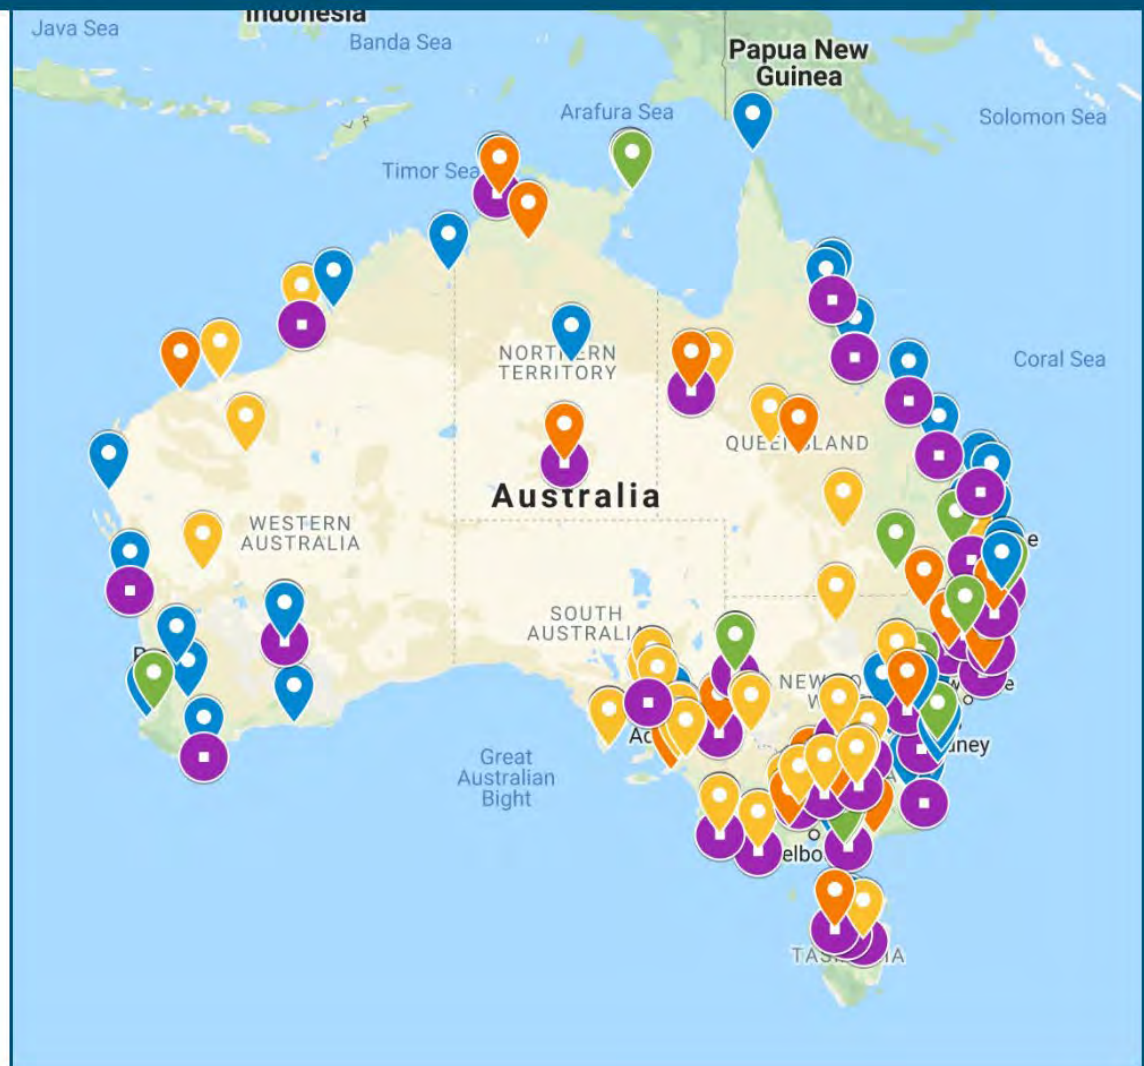 Indonesia
Java Sea
Banda Sea
Papua New
Guinea
Arafura Sea
Solomon Sea
Timor Sea
NORTHERN
TERRITORY
Coral Sea
QUEENSLAND
Australia
WESTERN
AUSTRALIA
SOUTH
AUSTRALIA
Great
Australian
Bight